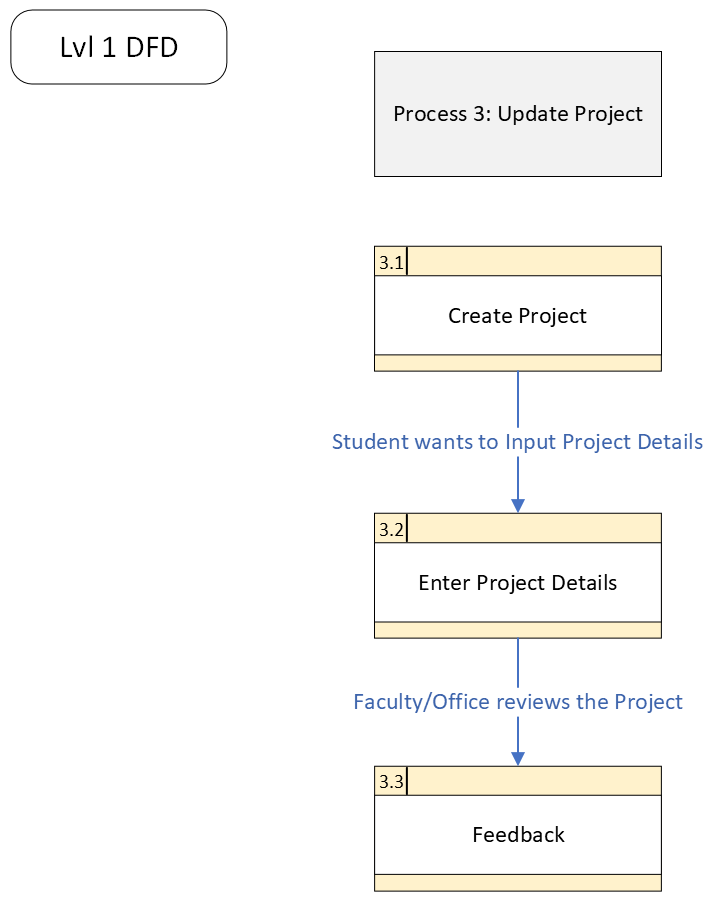 Lvl 1 DFD
Process 3: Update Project
3.1
Create Project
Student wants to Input Project Details
3.2
Enter Project Details
Faculty/Office reviews the Project
3.3
Feedback